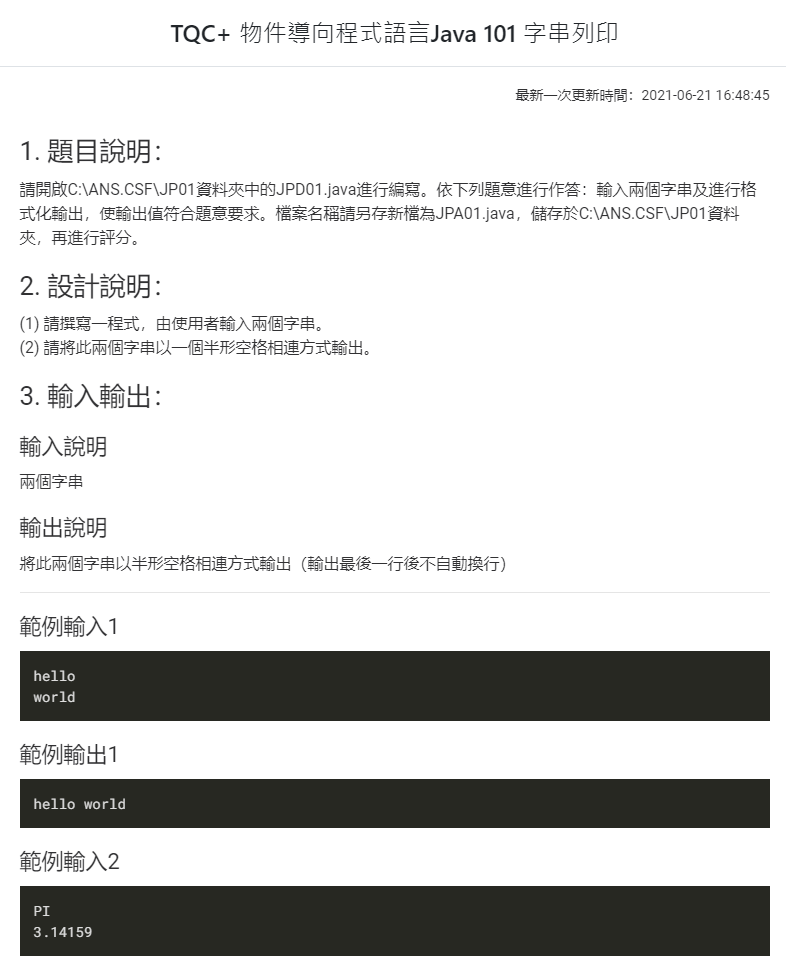 TQC+ 物件導向程式語言Java 101 字串列印
最新一次更新時間：2021-06-21 16:48:45
1. 題目說明：
請開啟C:\ANS.CSF\JP01資料夾中的JPD01.java進行編寫。依下列題意進行作答：輸入兩個字串及進行格
式化輸出，使輸出值符合題意要求。檔案名稱請另存新檔為JPA01.java，儲存於C:\ANS.CSF\JP01資料
夾，再進行評分。
2. 設計說明：
(1) 請撰寫一程式，由使用者輸入兩個字串。
(2) 請將此兩個字串以一個半形空格相連方式輸出。
3. 輸入輸出：
輸入說明
兩個字串
輸出說明
將此兩個字串以半形空格相連方式輸出（輸出最後一行後不自動換行）
範例輸入1
hello
world
範例輸出1
hello world
範例輸入2
PI
3.14159